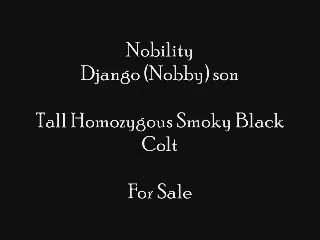 Nobility
Django (Nobby) son
Tall Homozygous Smoky Black
Colt
For Sale